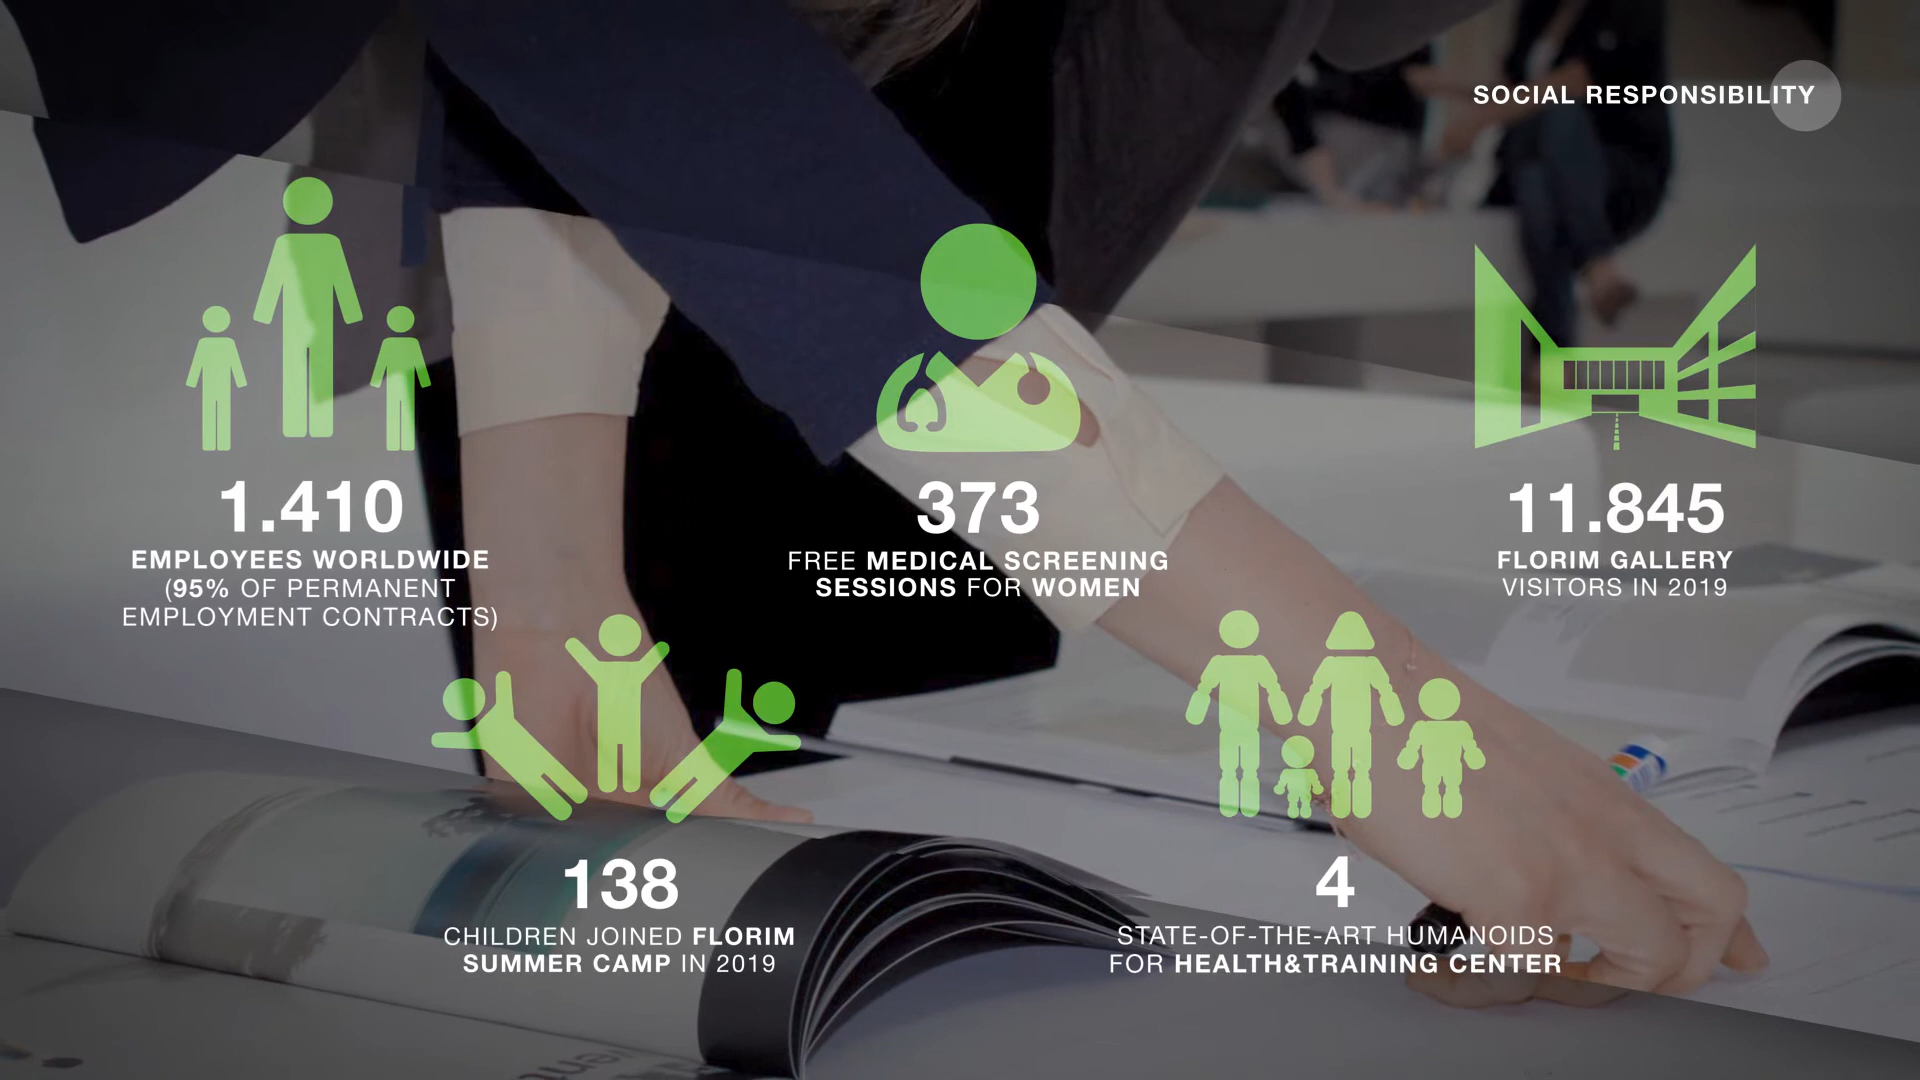 SOCIAL RESPONSIBILITY
1.410
EMPLOYEES WORLDWIDE
(95% OF PERMANENT
EMPLOYMENT CONTRACTS)
373
FREE MEDICAL SCREENING
SESSIONS FOR WOMEN
11.845
FLORIM GALLERY
VISITORS IN 2019
138
CHILDREN JOINED FLORIM
SUMMER CAMP IN 2019
4
STATE-OF-THE-ART HUMANOIDS
FOR HEALTH&TRAINING CENTER